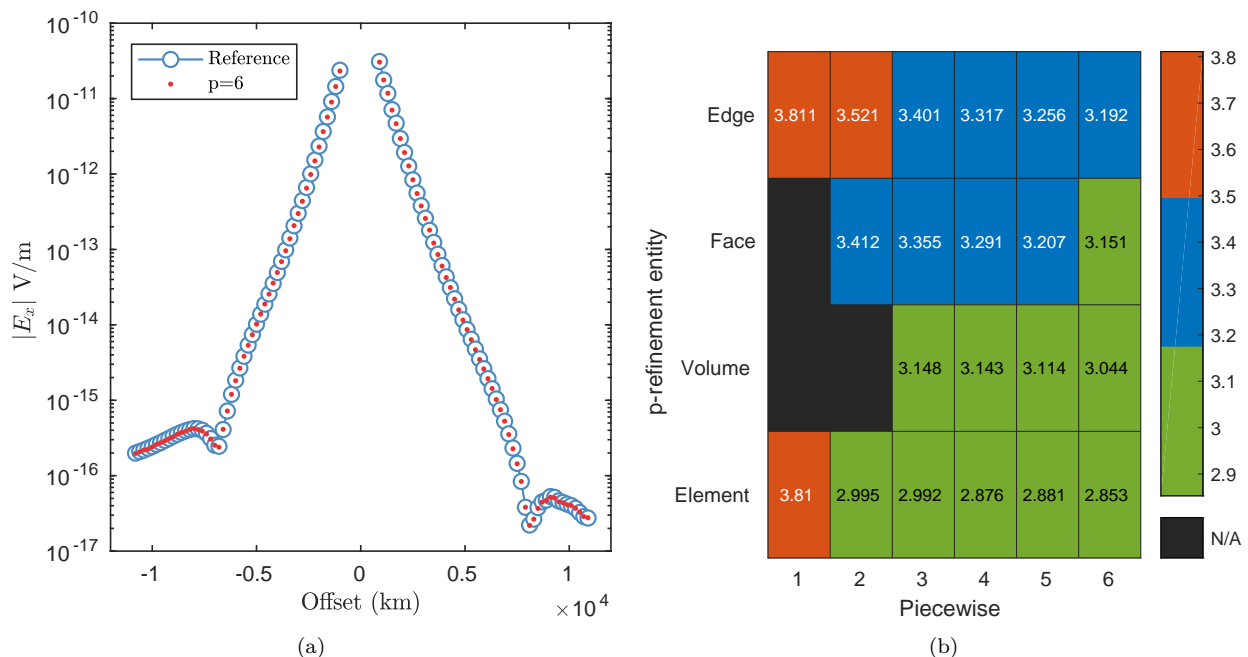 10^-10
10^-11
10^-12
10^-13
10^-14
10^-15
10^-16
10^-17
|E_x| V/m
Reference
p=6
-1 -0.5 0 0.5 1
Offset (km)
×10^4
(a)
p-refinement entity
Edge 3.811 3.521 3.401 3.317 3.256 3.192
Face 3.412 3.355 3.291 3.207 3.151
Volume 3.148 3.143 3.114 3.044
Element 3.81 2.995 2.992 2.876 2.881 2.853
1 2 3 4 5 6
Piecewise
3.8
3.7
3.6
3.5
3.4
3.3
3.2
3.1
3
2.9
N/A
(b)